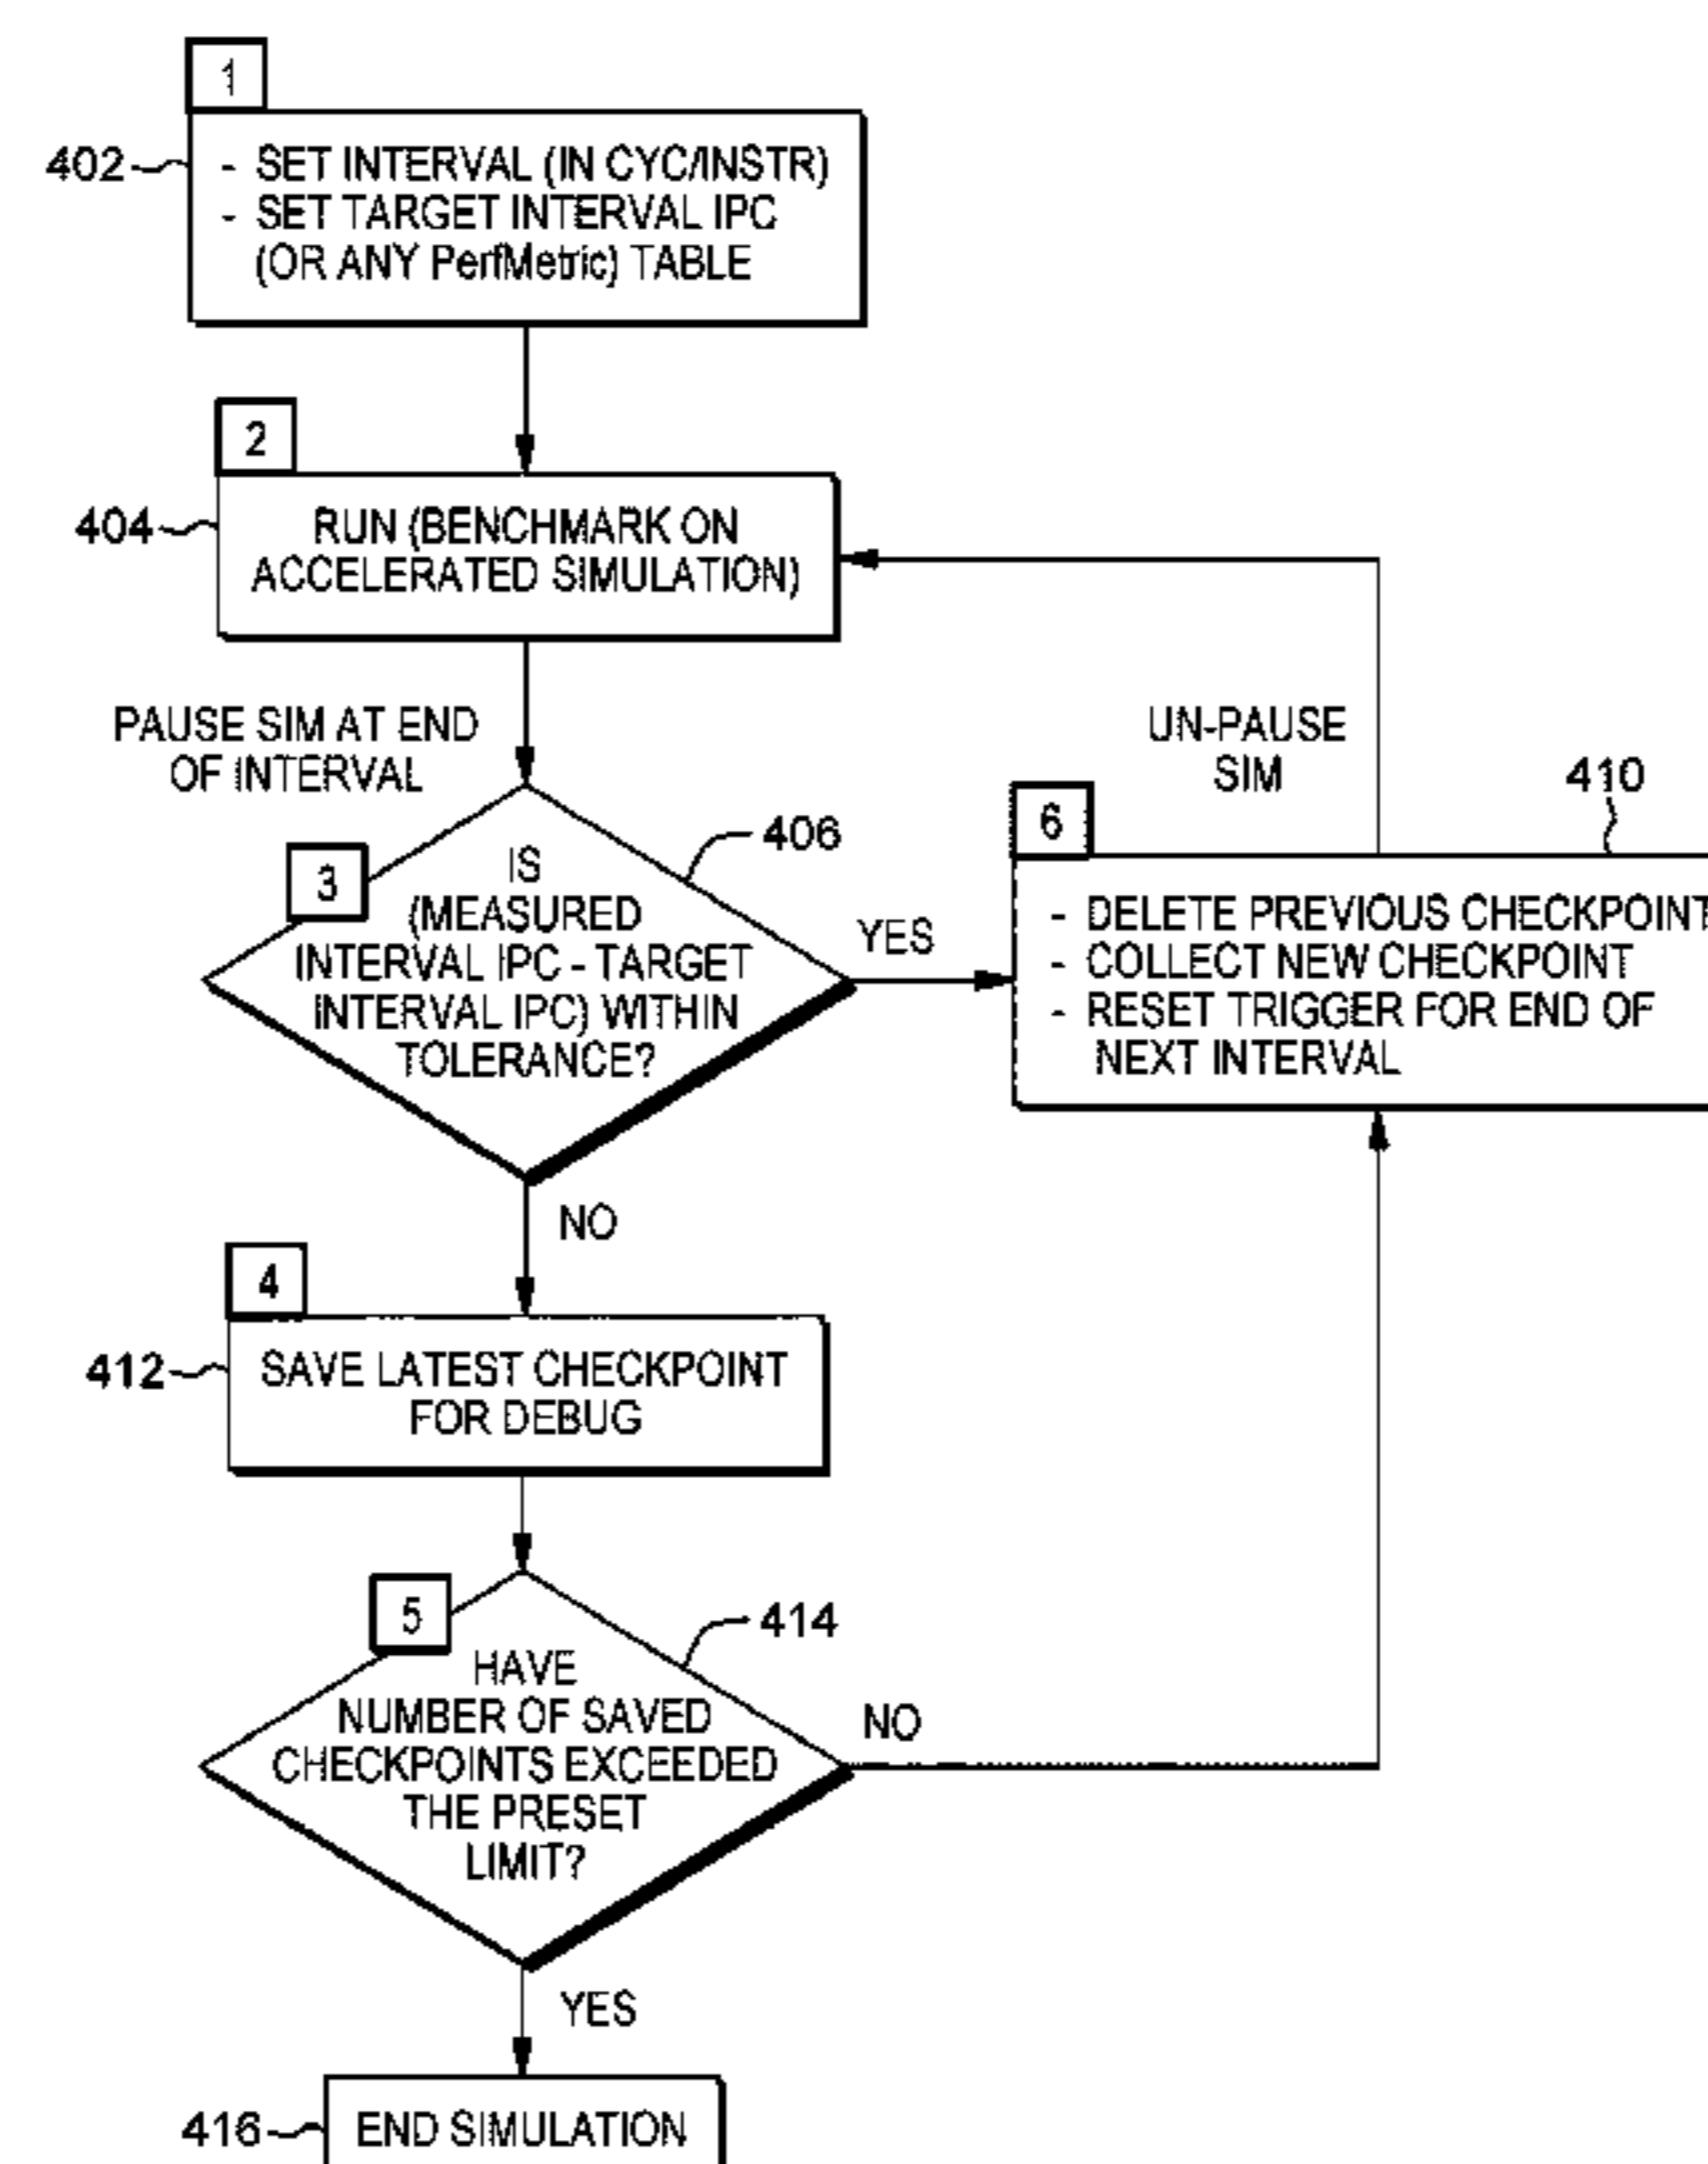 1
402
- SET INTERVAL (IN CYC/INSTR)
- SET TARGET INTERVAL IPC
(OR ANY PerfMetric) TABLE
2
404
RUN (BENCHMARK ON
ACCELERATED SIMULATION)
PAUSE SIM AT END
OF INTERVAL
UN-PAUSE
SIM
410
406
3
IS
(MEASURED
INTERVAL IPC - TARGET
INTERVAL IPC) WITHIN
TOLERANCE?
YES
6
- DELETE PREVIOUS CHECKPOINT
- COLLECT NEW CHECKPOINT
- RESET TRIGGER FOR END OF
NEXT INTERVAL
NO
4
412
SAVE LATEST CHECKPOINT
FOR DEBUG
5
414
HAVE
NUMBER OF SAVED
CHECKPOINTS EXCEEDED
THE PRESET
LIMIT?
NO
YES
416
END SIMULATION